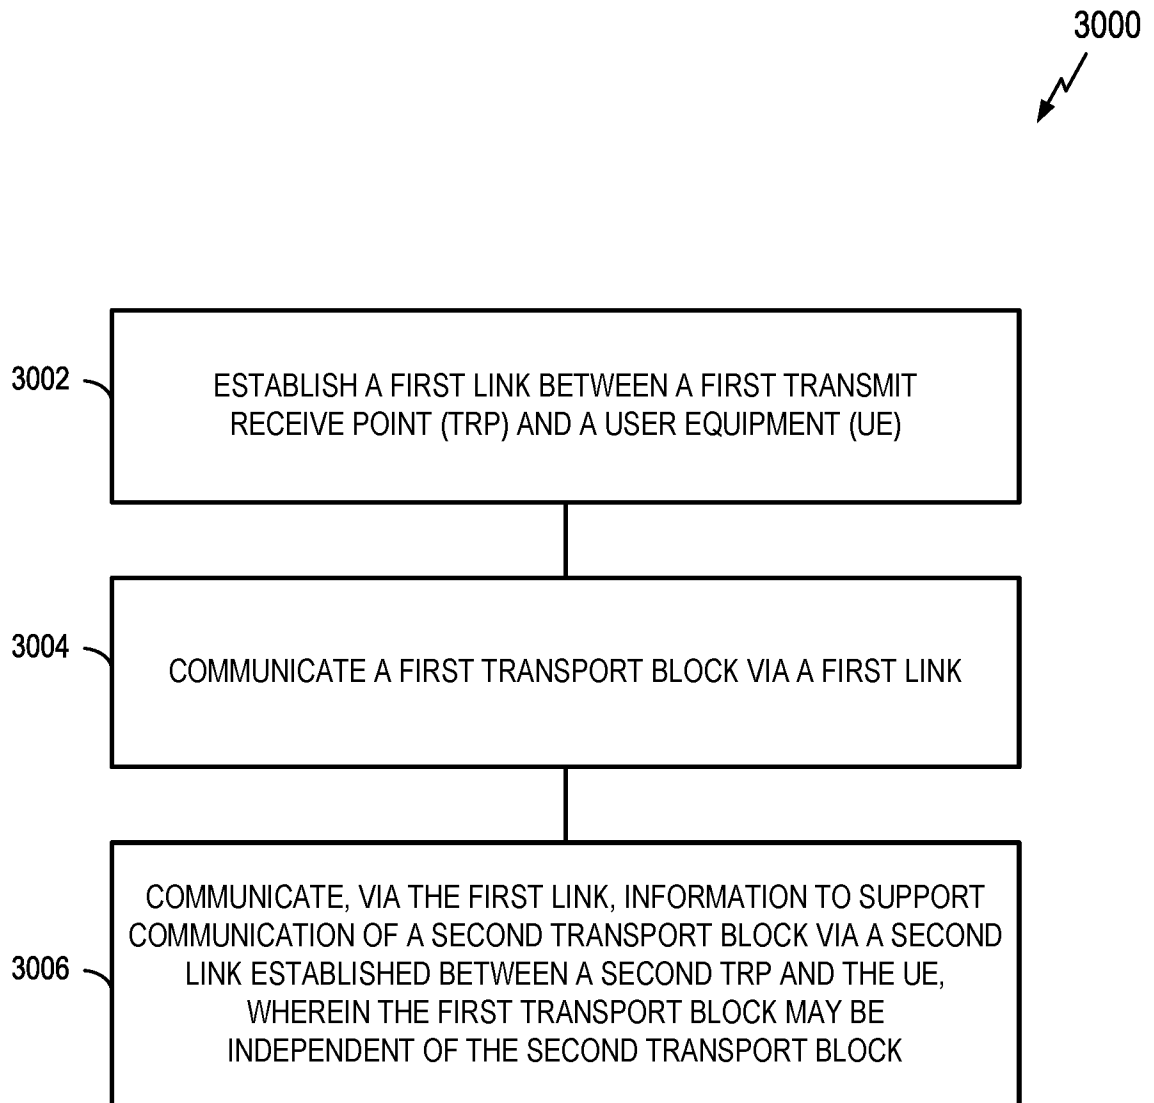 3000
3002
ESTABLISH A FIRST LINK BETWEEN A FIRST TRANSMIT
RECEIVE POINT (TRP) AND A USER EQUIPMENT (UE)
3004
COMMUNICATE A FIRST TRANSPORT BLOCK VIA A FIRST LINK
3006
COMMUNICATE, VIA THE FIRST LINK, INFORMATION TO SUPPORT
COMMUNICATION OF A SECOND TRANSPORT BLOCK VIA A SECOND
LINK ESTABLISHED BETWEEN A SECOND TRP AND THE UE,
WHEREIN THE FIRST TRANSPORT BLOCK MAY BE
INDEPENDENT OF THE SECOND TRANSPORT BLOCK